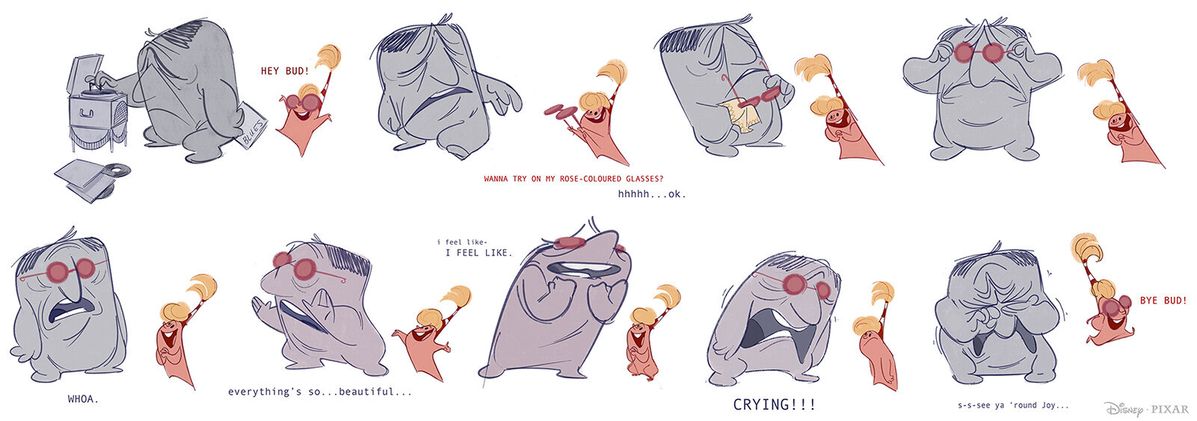 HEY BUD!
BLUES
WANNA TRY ON MY ROSE-COLOURED GLASSES?
hhhhh...ok.
i feel like-
I FEEL LIKE.
WHOA.
everything's so...beautiful...
CRYING!!!
BYE BUD!
s-s-see ya 'round Joy...
Disney · PIXAR